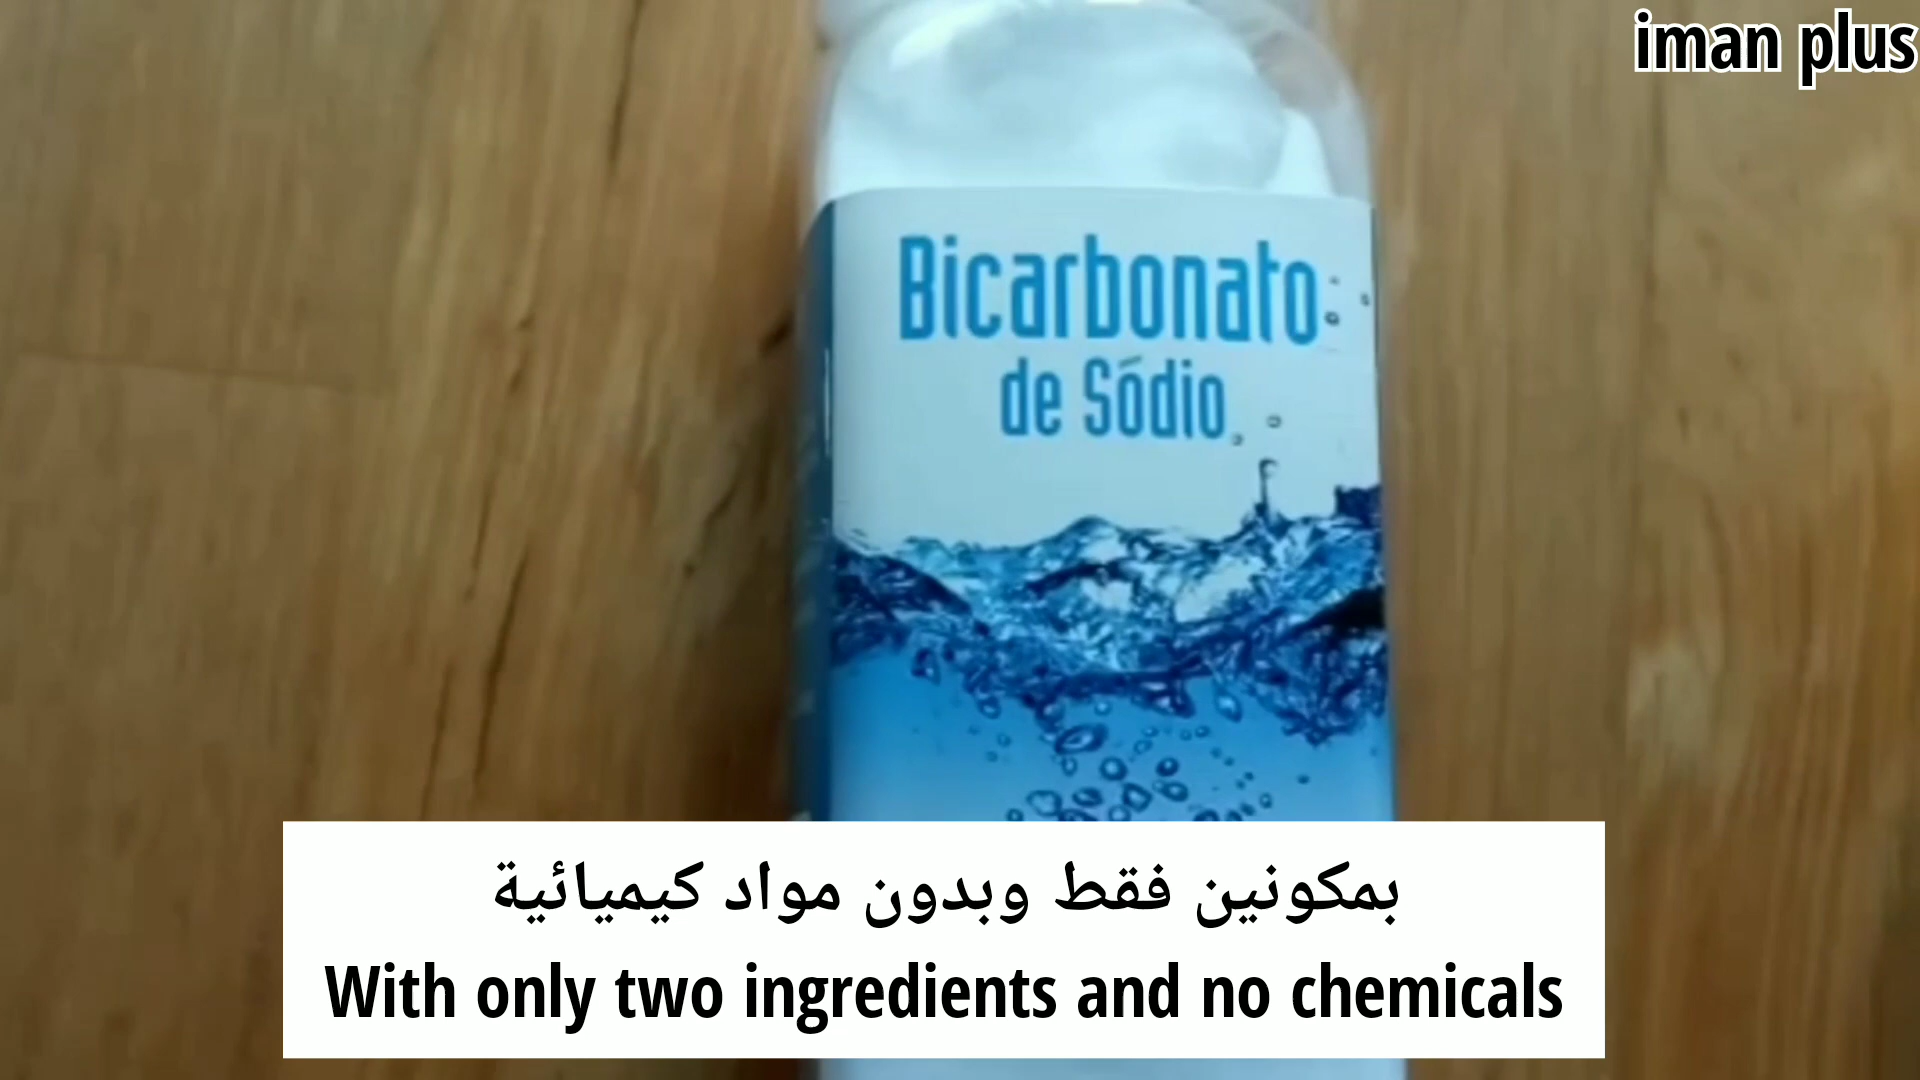 iman plus
Bicarbonato
de Sódio
بمكونين فقط وبدون مواد كيميائية
With only two ingredients and no chemicals